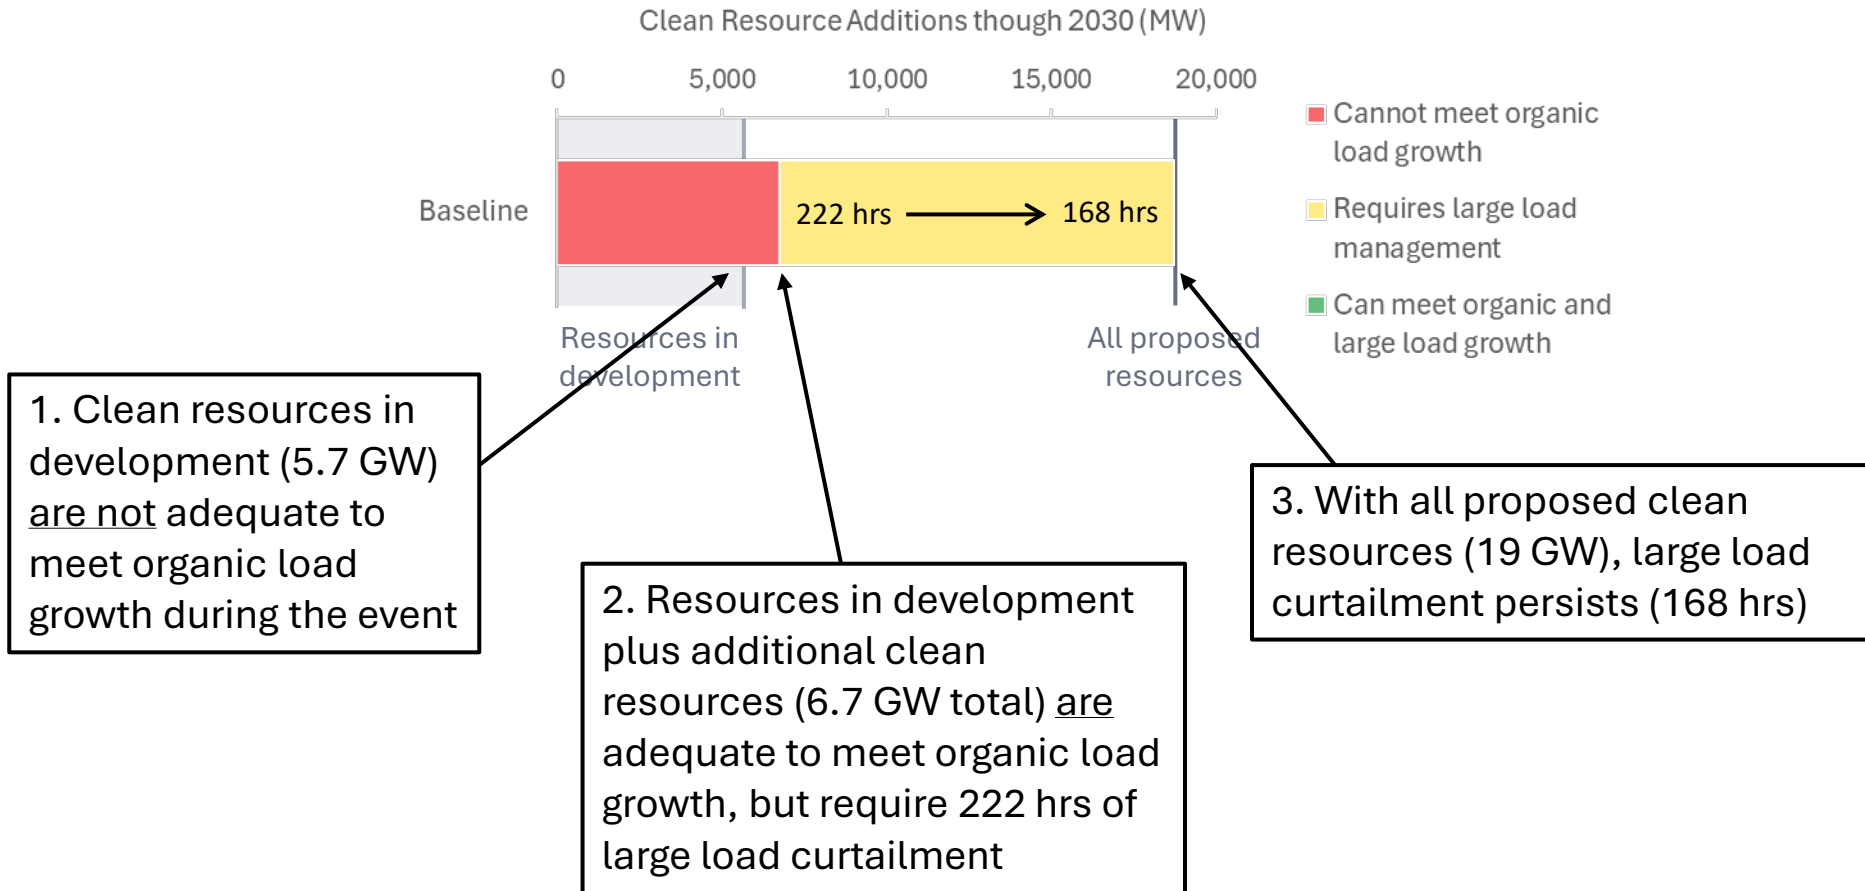 Clean Resource Additions though 2030 (MW)
0 5,000 10,000 15,000 20,000
Baseline
222 hrs
168 hrs
Cannot meet organic
load growth
Requires large load
management
Can meet organic and
large load growth
Resources in
development
All proposed
resources
1. Clean resources in
development (5.7 GW)
are not adequate to
meet organic load
growth during the event
2. Resources in development
plus additional clean
resources (6.7 GW total) are
adequate to meet organic load
growth, but require 222 hrs of
large load curtailment
3. With all proposed clean
resources (19 GW), large load
curtailment persists (168 hrs)